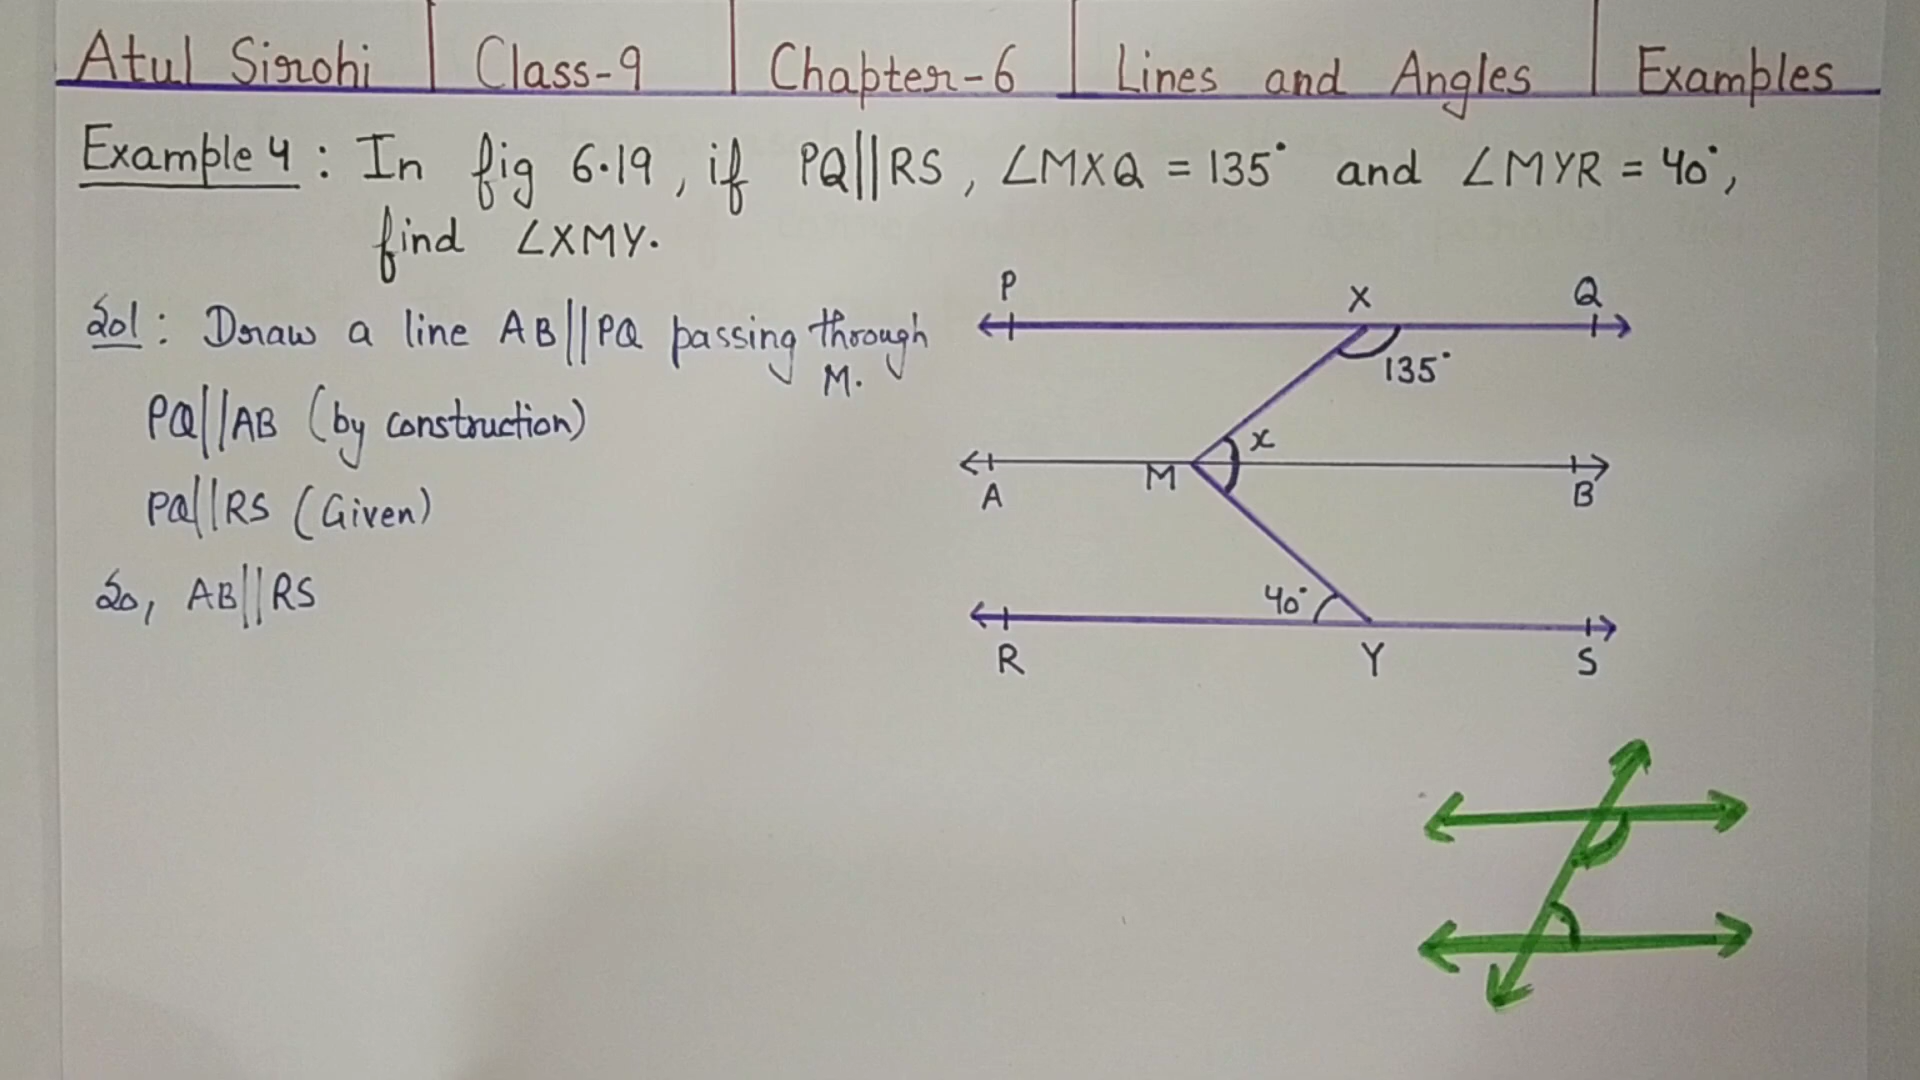 Atul Sirohi | Class-9 | Chapter-6 | Lines and Angles | Examples
Example 4 : In fig 6.19, if PQ||RS, ∠MXQ = 135° and ∠MYR = 40°,
find ∠XMY.
Sol : Draw a line AB||PQ passing through
M.
PQ||AB (by construction)
PQ||RS (Given)
So, AB||RS
P X Q
135°
x
A M B
40°
R Y S